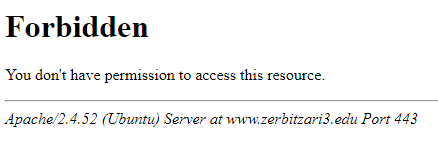 Forbidden
You don't have permission to access this resource.
Apache/2.4.52 (Ubuntu) Server at www.zerbitzari3.edu Port 443